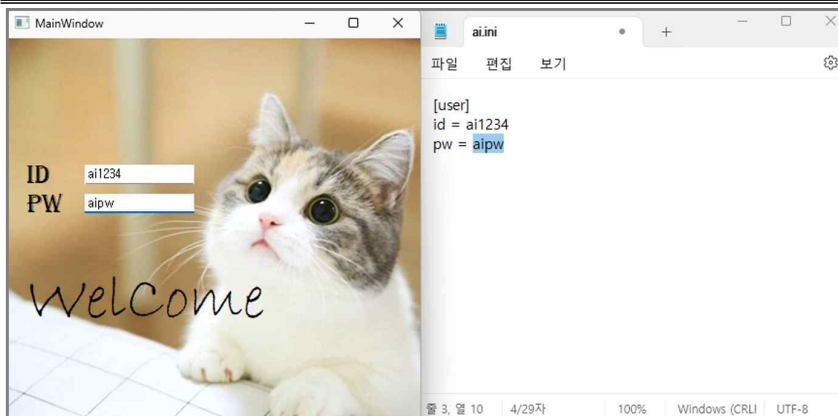 MainWindow
ID ai1234
PW aipw
WelCome
ai.ini
파일 편집 보기
[user]
id = ai1234
pw = aipw
줄 3, 열 10 4/29자 100% Windows (CRLI UTF-8